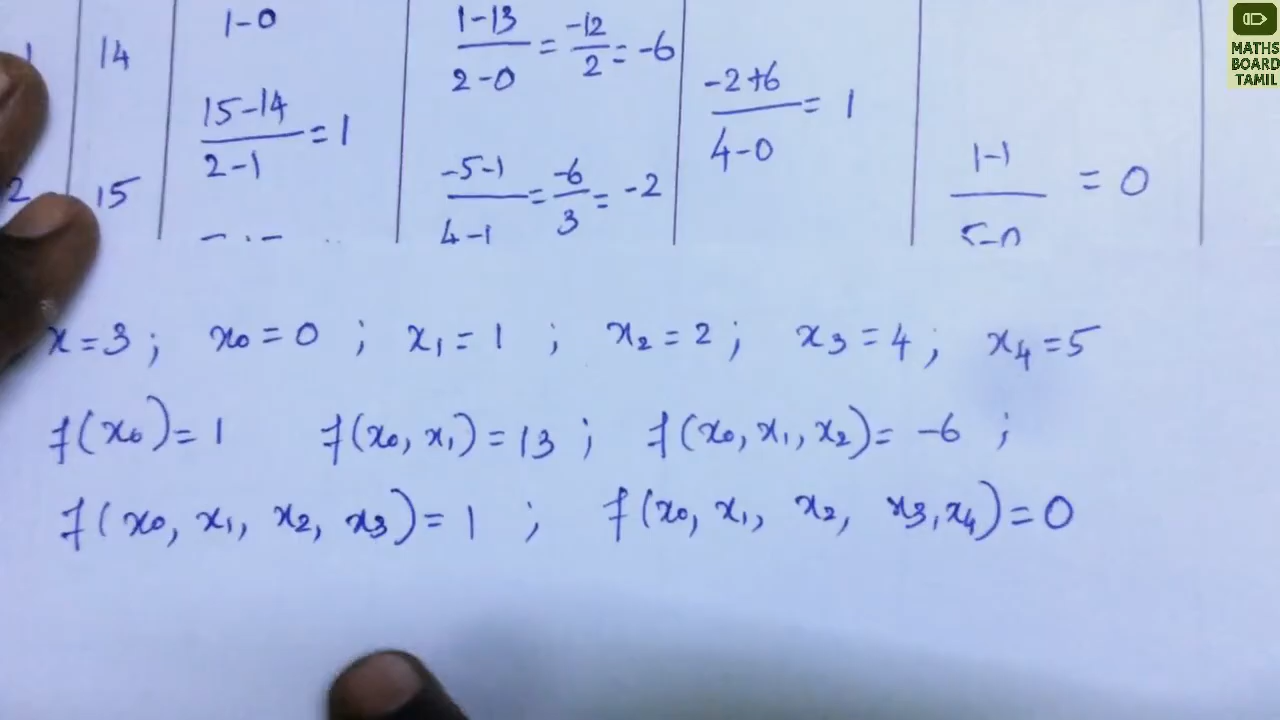 1-0
1-13/2-0 = -12/2 = -6
MATHS BOARD TAMIL
14
15-14/2-1 = 1
-2+6/4-0 = 1
2 15
-5-1/4-1 = -6/3 = -2
1-1/5-0 = 0
x=3 ; x₀=0 ; x₁=1 ; x₂=2 ; x₃=4 ; x₄=5
f(x₀)=1 f(x₀,x₁)=13 ; f(x₀,x₁,x₂)=-6 ;
f(x₀, x₁, x₂, x₃)=1 ; f(x₀, x₁, x₂, x₃,x₄)=0